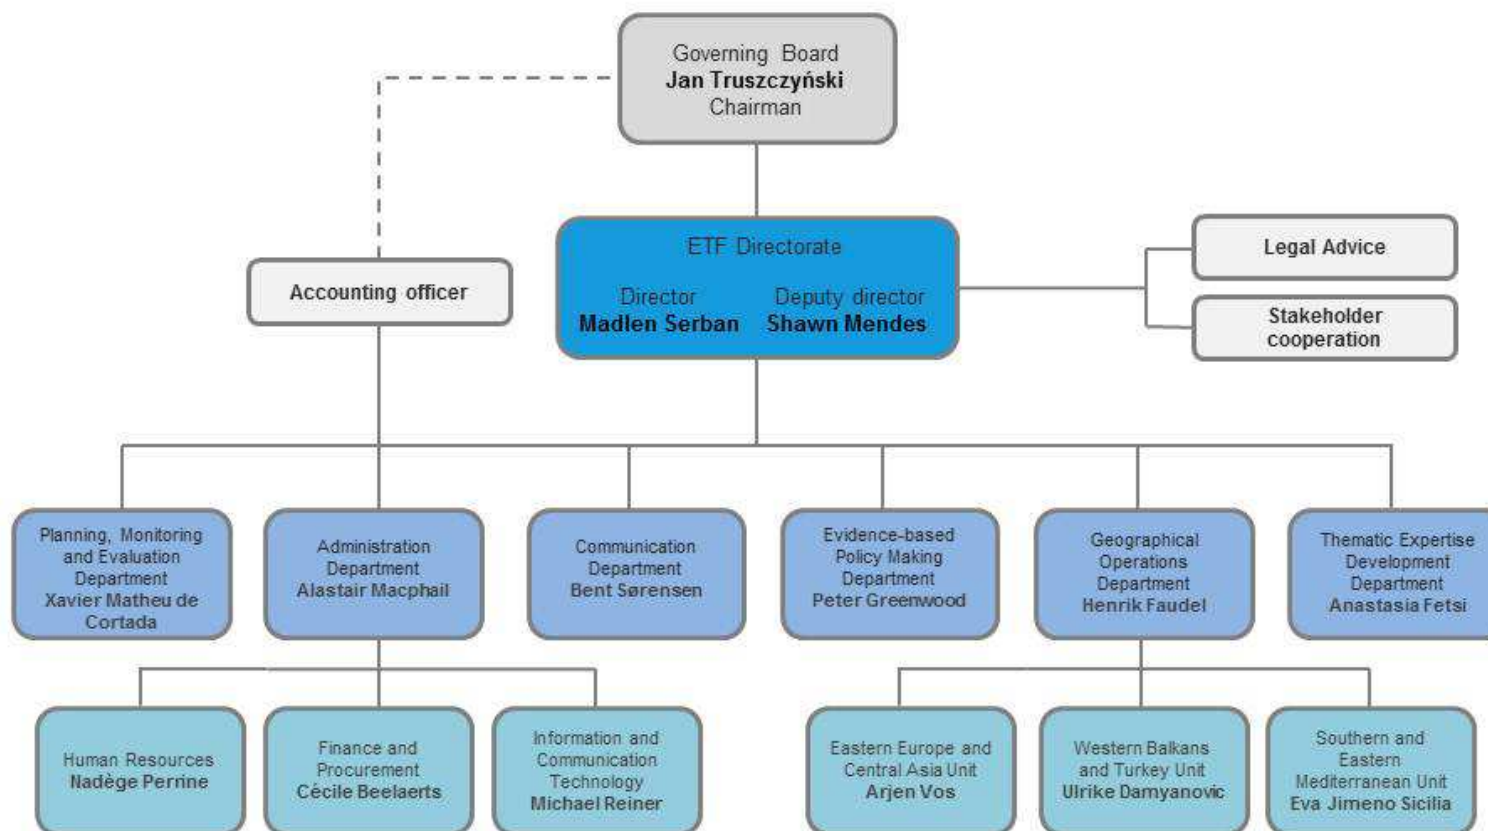 Governing Board
Jan Truszczyński
Chairman
ETF Directorate
Director
Madlen Serban
Deputy director
Shawn Mendes
Legal Advice
Stakeholder
cooperation
Accounting officer
Planning, Monitoring
and Evaluation
Department
Xavier Matheu de
Cortada
Administration
Department
Alastair Macphail
Communication
Department
Bent Sørensen
Evidence-based
Policy Making
Department
Peter Greenwood
Geographical
Operations
Department
Henrik Faudel
Thematic Expertise
Development
Department
Anastasia Fetsi
Human Resources
Nadège Perrine
Finance and
Procurement
Cécile Beelaerts
Information and
Communication
Technology
Michael Reiner
Eastern Europe and
Central Asia Unit
Arjen Vos
Western Balkans
and Turkey Unit
Ulrike Damyanovic
Southern and
Eastern
Mediterranean Unit
Eva Jimeno Sicilia